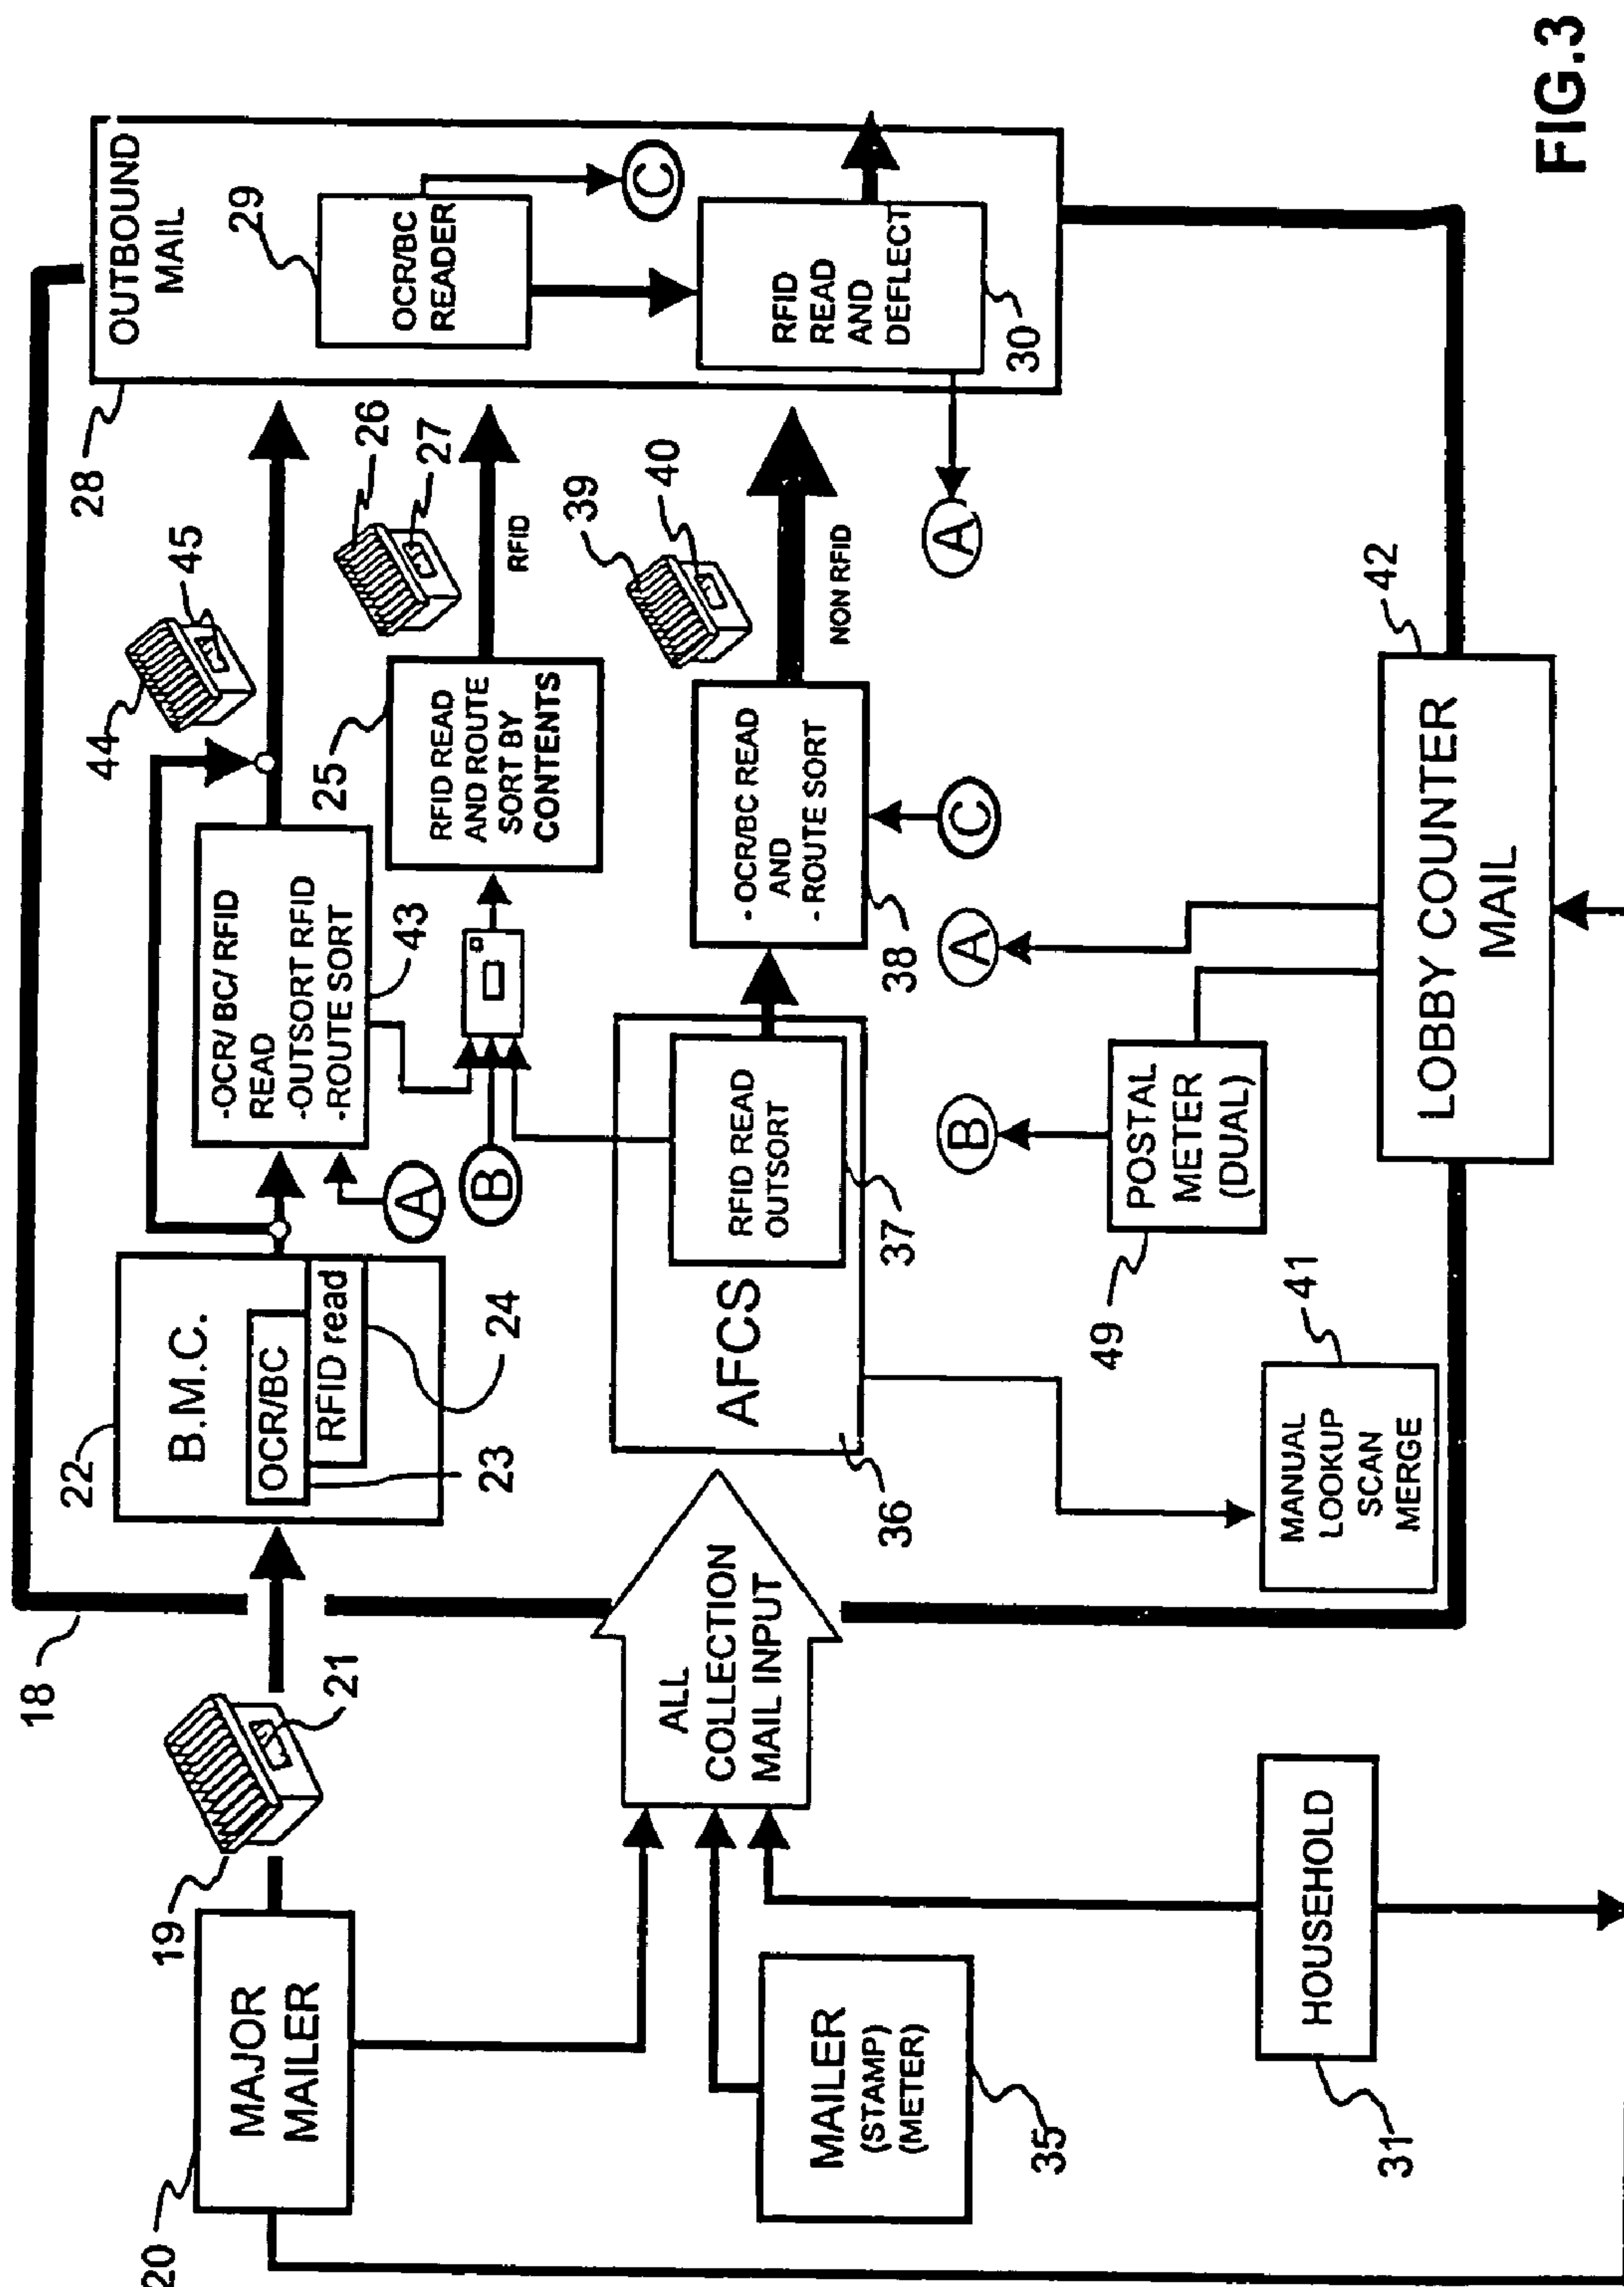 20
MAJOR
MAILER
19
21
18
22
B.M.C.
OCR/BC
RFID read
23
24
-OCR/ BC/ RFID
READ
-OUTSORT RFID
-ROUTE SORT
43
44
45
A
B
25
RFID READ
AND ROUTE
SORT BY
CONTENTS
26
27
RFID
28
OUTBOUND
MAIL
29
OCR/BC
READER
C
RFID
READ
AND
DEFLECT
30
A
MAILER
(STAMP)
(METER)
35
ALL
COLLECTION
MAIL INPUT
36
AFCS
RFID READ
OUTSORT
37
- OCR/BC READ
AND
- ROUTE SORT
38
39
40
NON RFID
C
A
B
HOUSEHOLD
31
MANUAL
LOOKUP
SCAN
MERGE
41
POSTAL
METER
(DUAL)
49
LOBBY COUNTER
MAIL
42
FIG.3